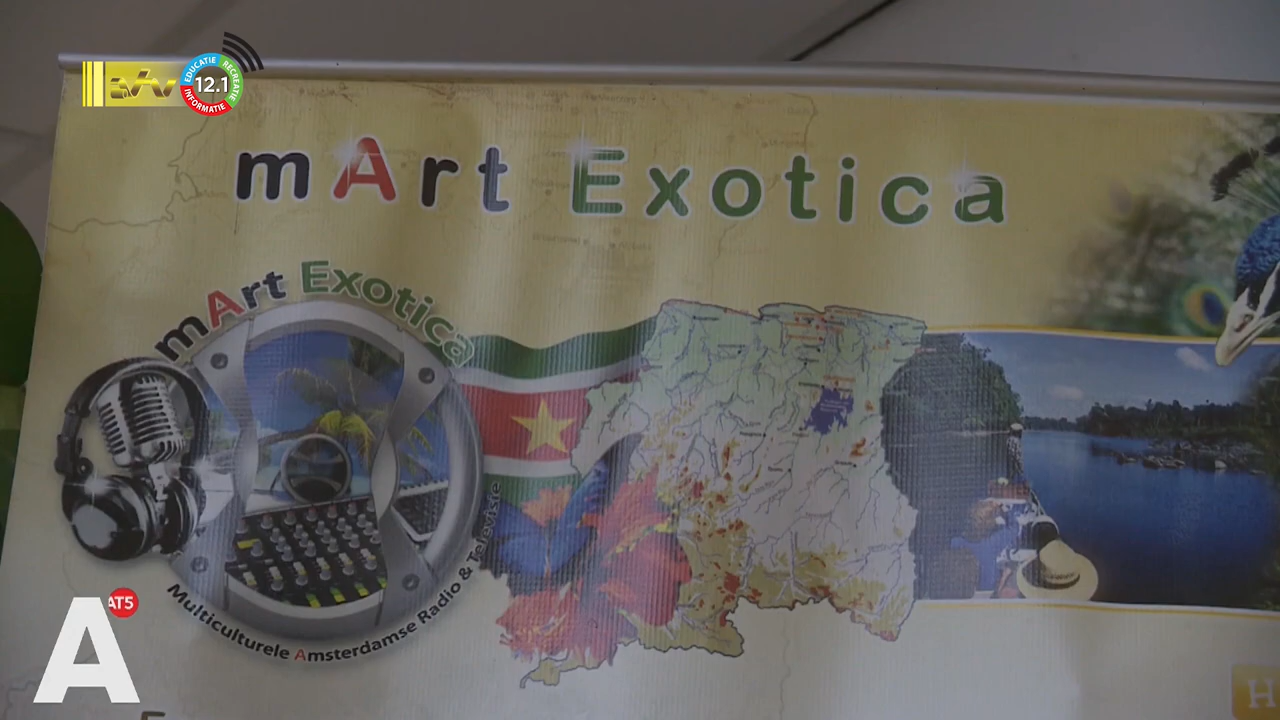 EDUCATIE
RECREATIE
INFORMATIE
12.1
mArt Exotica
mArt Exotica
Multiculturele Amsterdamse Radio & Televisie
AT5
A
H